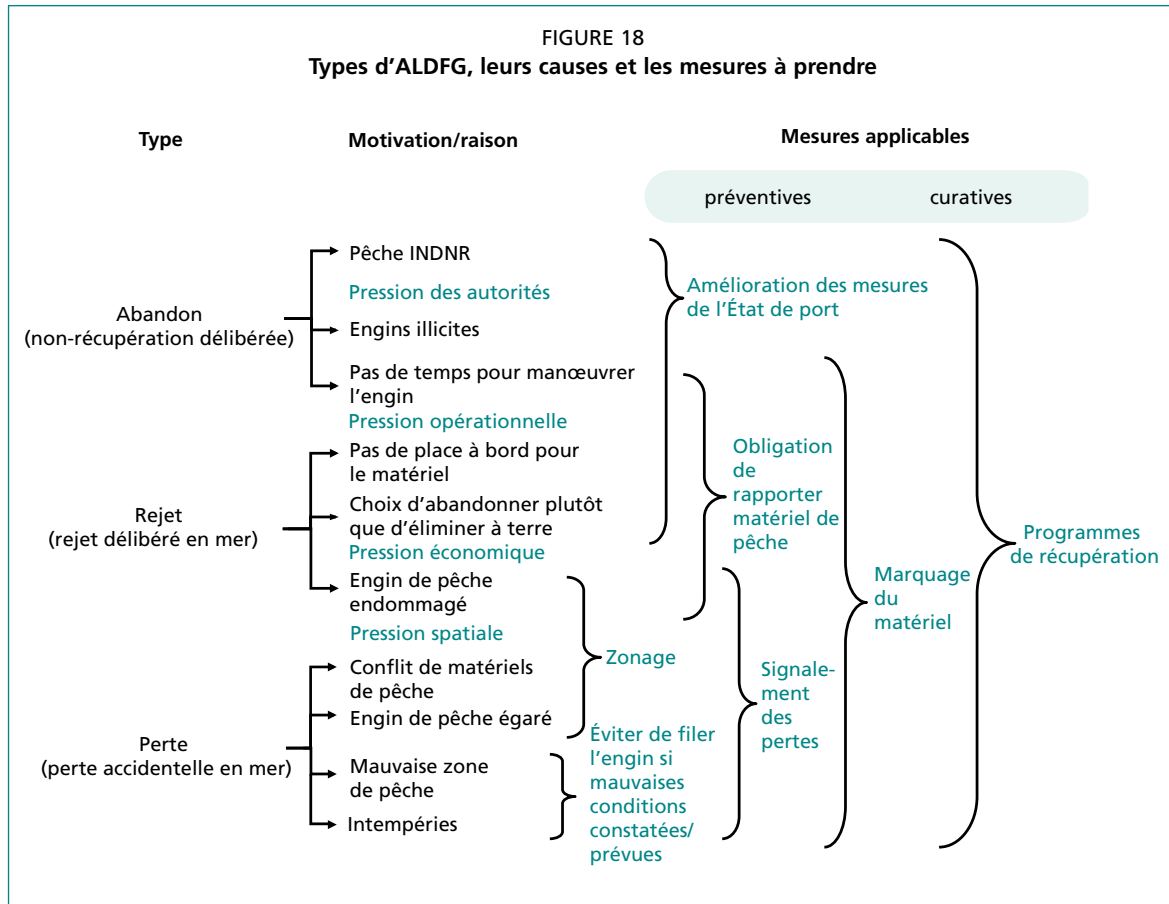 FIGURE 18
Types d'ALDFG, leurs causes et les mesures à prendre
Type
Motivation/raison
Mesures applicables
préventives
curatives
Abandon
(non-récupération délibérée)
Pêche INDNR
Pression des autorités
Engins illicites
Pas de temps pour manœuvrer
l'engin
Pression opérationnelle
Rejet
(rejet délibéré en mer)
Pas de place à bord pour
le matériel
Choix d'abandonner plutôt
que d'éliminer à terre
Pression économique
Engin de pêche
endommagé
Pression spatiale
Perte
(perte accidentelle en mer)
Conflit de matériels
de pêche
Engin de pêche égaré
Mauvaise zone
de pêche
Intempéries
Zonage
Éviter de filer
l'engin si
mauvaises
conditions
constatées/
prévues
Amélioration des mesures
de l'État de port
Obligation
de
rapporter
matériel de
pêche
Signale-
ment
des
pertes
Marquage
du
matériel
Programmes
de récupération